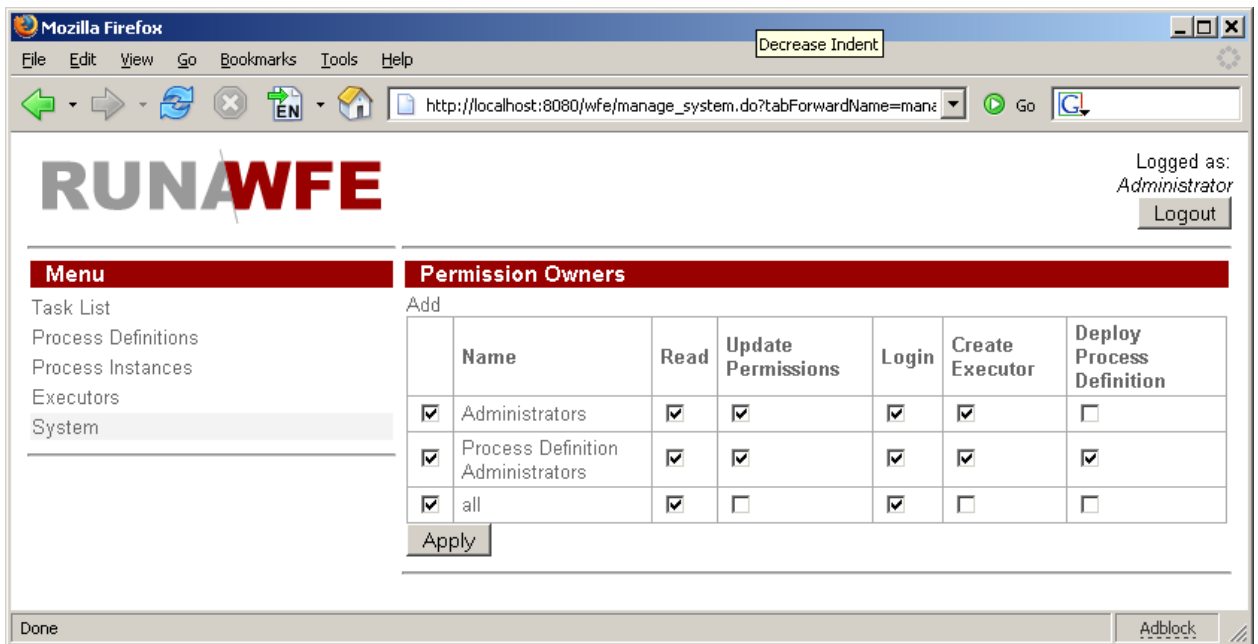 Mozilla Firefox
Decrease Indent
File Edit View Go Bookmarks Tools Help
EN
http://localhost:8080/wfe/manage_system.do?tabForwardName=mana
Go
G
RUNAWFE
Logged as:
Administrator
Logout
Menu
Task List
Process Definitions
Process Instances
Executors
System
Permission Owners
Add
Name Read Update Permissions Login Create Executor Deploy Process Definition
Administrators
Process Definition
Administrators
all
Apply
Done
Adblock